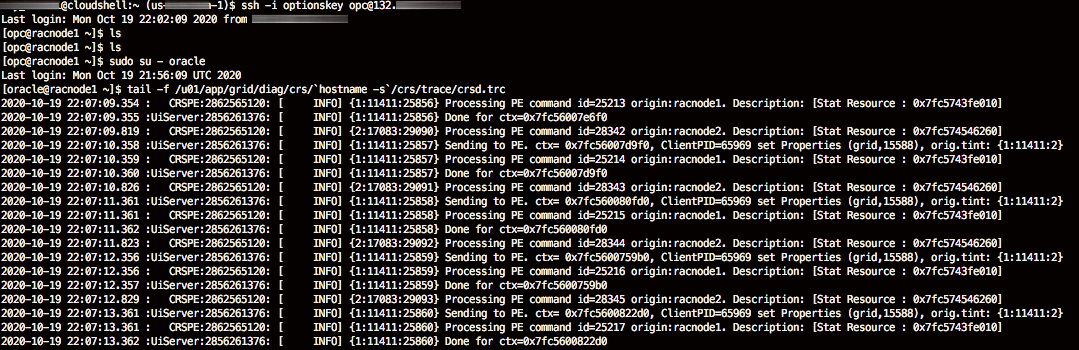 @cloudshell:~ (us- -1)$ ssh -i optionskey opc@132.
Last login: Mon Oct 19 22:02:09 2020 from
[opc@racnode1 ~]$ ls
[opc@racnode1 ~]$ ls
[opc@racnode1 ~]$ sudo su - oracle
Last login: Mon Oct 19 21:56:09 UTC 2020
[oracle@racnode1 ~]$ tail -f /u01/app/grid/diag/crs/`hostname -s`/crs/trace/crsd.trc
2020-10-19 22:07:09.354 :   CRSPE:2862565120: [     INFO] {1:11411:25856} Processing PE command id=25213 origin:racnode1. Description: [Stat Resource : 0x7fc5743fe010]
2020-10-19 22:07:09.355 :UiServer:2856261376: [     INFO] {1:11411:25856} Done for ctx=0x7fc56007e6f0
2020-10-19 22:07:09.819 :   CRSPE:2862565120: [     INFO] {2:17083:29090} Processing PE command id=28342 origin:racnode2. Description: [Stat Resource : 0x7fc574546260]
2020-10-19 22:07:10.358 :UiServer:2856261376: [     INFO] {1:11411:25857} Sending to PE. ctx= 0x7fc56007d9f0, ClientPID=65969 set Properties (grid,15588), orig.tint: {1:11411:2}
2020-10-19 22:07:10.359 :   CRSPE:2862565120: [     INFO] {1:11411:25857} Processing PE command id=25214 origin:racnode1. Description: [Stat Resource : 0x7fc5743fe010]
2020-10-19 22:07:10.360 :UiServer:2856261376: [     INFO] {1:11411:25857} Done for ctx=0x7fc56007d9f0
2020-10-19 22:07:10.826 :   CRSPE:2862565120: [     INFO] {2:17083:29091} Processing PE command id=28343 origin:racnode2. Description: [Stat Resource : 0x7fc574546260]
2020-10-19 22:07:11.361 :UiServer:2856261376: [     INFO] {1:11411:25858} Sending to PE. ctx= 0x7fc560080fd0, ClientPID=65969 set Properties (grid,15588), orig.tint: {1:11411:2}
2020-10-19 22:07:11.361 :   CRSPE:2862565120: [     INFO] {1:11411:25858} Processing PE command id=25215 origin:racnode1. Description: [Stat Resource : 0x7fc5743fe010]
2020-10-19 22:07:11.362 :UiServer:2856261376: [     INFO] {1:11411:25858} Done for ctx=0x7fc560080fd0
2020-10-19 22:07:11.823 :   CRSPE:2862565120: [     INFO] {2:17083:29092} Processing PE command id=28344 origin:racnode2. Description: [Stat Resource : 0x7fc574546260]
2020-10-19 22:07:12.356 :UiServer:2856261376: [     INFO] {1:11411:25859} Sending to PE. ctx= 0x7fc5600759b0, ClientPID=65969 set Properties (grid,15588), orig.tint: {1:11411:2}
2020-10-19 22:07:12.356 :   CRSPE:2862565120: [     INFO] {1:11411:25859} Processing PE command id=25216 origin:racnode1. Description: [Stat Resource : 0x7fc5743fe010]
2020-10-19 22:07:12.357 :UiServer:2856261376: [     INFO] {1:11411:25859} Done for ctx=0x7fc5600759b0
2020-10-19 22:07:12.829 :   CRSPE:2862565120: [     INFO] {2:17083:29093} Processing PE command id=28345 origin:racnode2. Description: [Stat Resource : 0x7fc574546260]
2020-10-19 22:07:13.361 :UiServer:2856261376: [     INFO] {1:11411:25860} Sending to PE. ctx= 0x7fc5600822d0, ClientPID=65969 set Properties (grid,15588), orig.tint: {1:11411:2}
2020-10-19 22:07:13.361 :   CRSPE:2862565120: [     INFO] {1:11411:25860} Processing PE command id=25217 origin:racnode1. Description: [Stat Resource : 0x7fc5743fe010]
2020-10-19 22:07:13.362 :UiServer:2856261376: [     INFO] {1:11411:25860} Done for ctx=0x7fc5600822d0